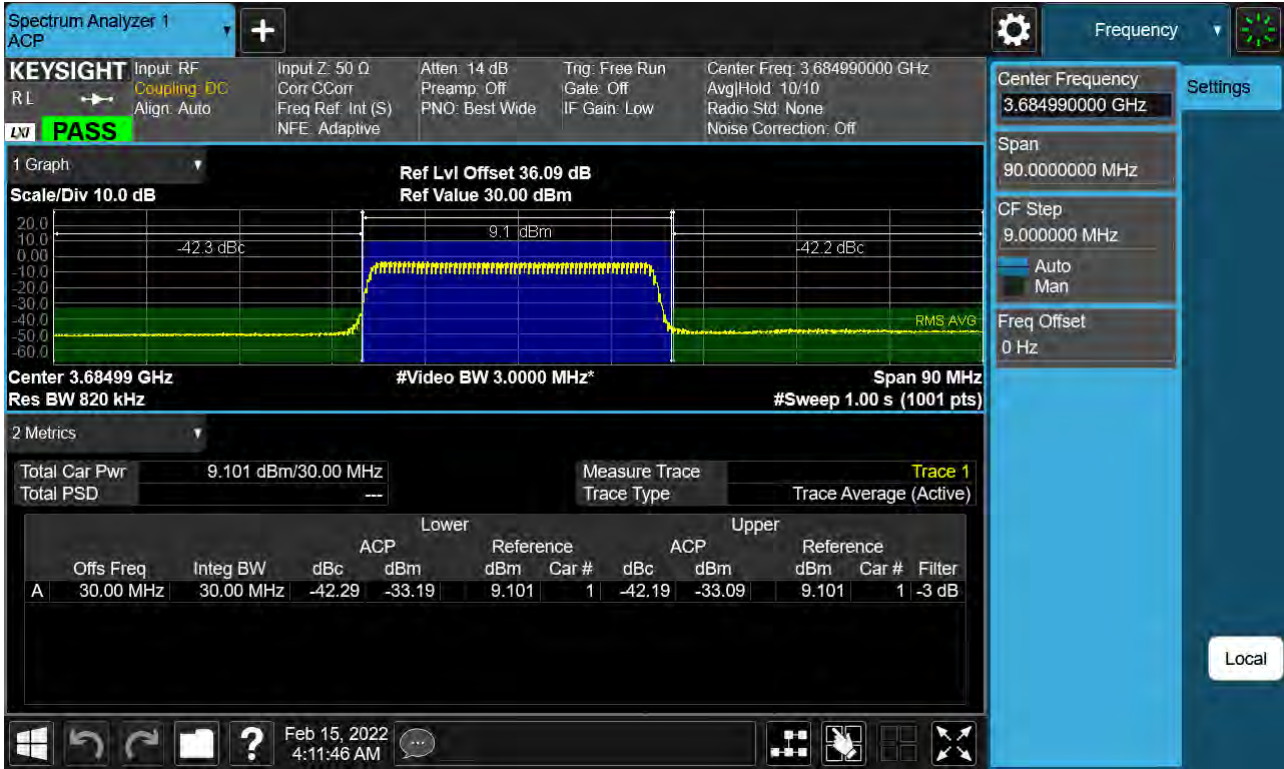 Spectrum Analyzer 1
ACP
+
Frequency
KEYSIGHT Input: RF Input Z: 50 Ω Atten: 14 dB Trig: Free Run Center Freq: 3.684990000 GHz
RL Coupling: DC Corr CCorr Preamp: Off Gate: Off Avg|Hold: 10/10
Align: Auto Freq Ref: Int (S) PNO: Best Wide IF Gain: Low Radio Std: None
LXI PASS NFE: Adaptive Noise Correction: Off
Center Frequency
3.684990000 GHz
Settings
Span
90.0000000 MHz
CF Step
9.000000 MHz
Auto
Man
Freq Offset
0 Hz
1 Graph
Ref Lvl Offset 36.09 dB
Scale/Div 10.0 dB Ref Value 30.00 dBm
20.0
10.0
0.00
-10.0
-20.0
-30.0
-40.0
-50.0
-60.0
-42.3 dBc 9.1 dBm -42.2 dBc
RMS AVG
Center 3.68499 GHz #Video BW 3.0000 MHz* Span 90 MHz
Res BW 820 kHz #Sweep 1.00 s (1001 pts)
2 Metrics
Total Car Pwr 9.101 dBm/30.00 MHz Measure Trace Trace 1
Total PSD --- Trace Type Trace Average (Active)
Lower Upper
ACP Reference ACP Reference
Offs Freq Integ BW dBc dBm dBm Car # dBc dBm dBm Car # Filter
A 30.00 MHz 30.00 MHz -42.29 -33.19 9.101 1 -42.19 -33.09 9.101 1 -3 dB
Local
? Feb 15, 2022
4:11:46 AM